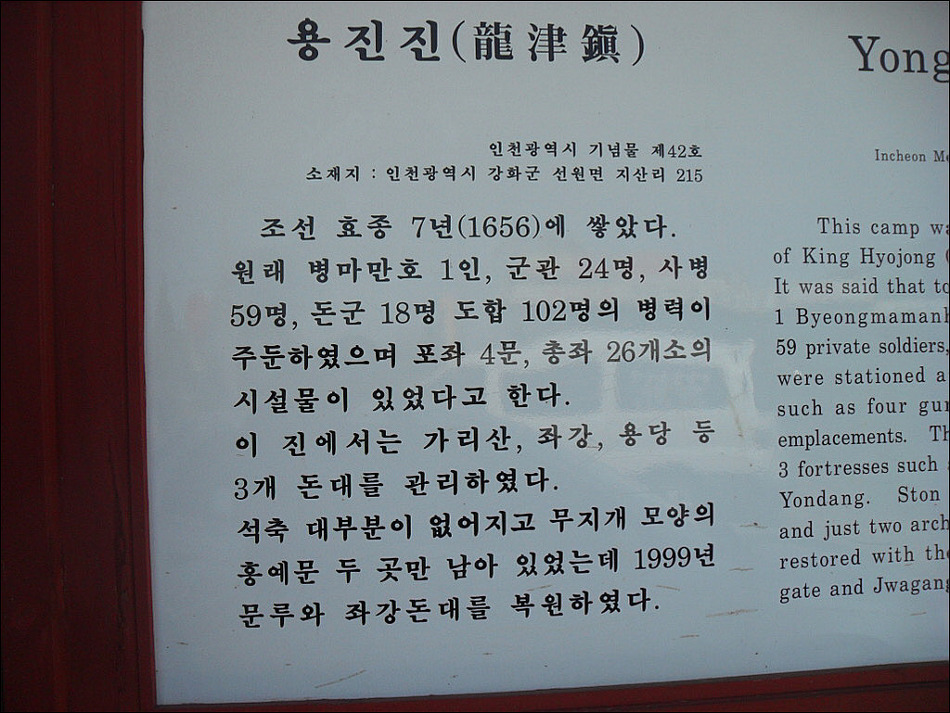 용진진(龍津鎭)
인천광역시 기념물 제42호
소재지 : 인천광역시 강화군 선원면 지산리 215
조선 효종 7년(1656)에 쌓았다.
원래 병마만호 1인, 군관 24명, 사병
59명, 돈군 18명 도합 102명의 병력이
주둔하였으며 포좌 4문, 총좌 26개소의
시설물이 있었다고 한다.
이 진에서는 가리산, 좌강, 용당 등
3개 돈대를 관리하였다.
석축 대부분이 없어지고 무지개 모양의
홍예문 두 곳만 남아 있었는데 1999년
문루와 좌강돈대를 복원하였다.
Yong
Incheon M
This camp wa
of King Hyojong (
It was said that to
1 Byeongmamanh
59 private soldiers,
were stationed a
such as four gun
emplacements. Th
3 fortresses such
Yondang. Ston
and just two arch
restored with the
gate and Jwagang